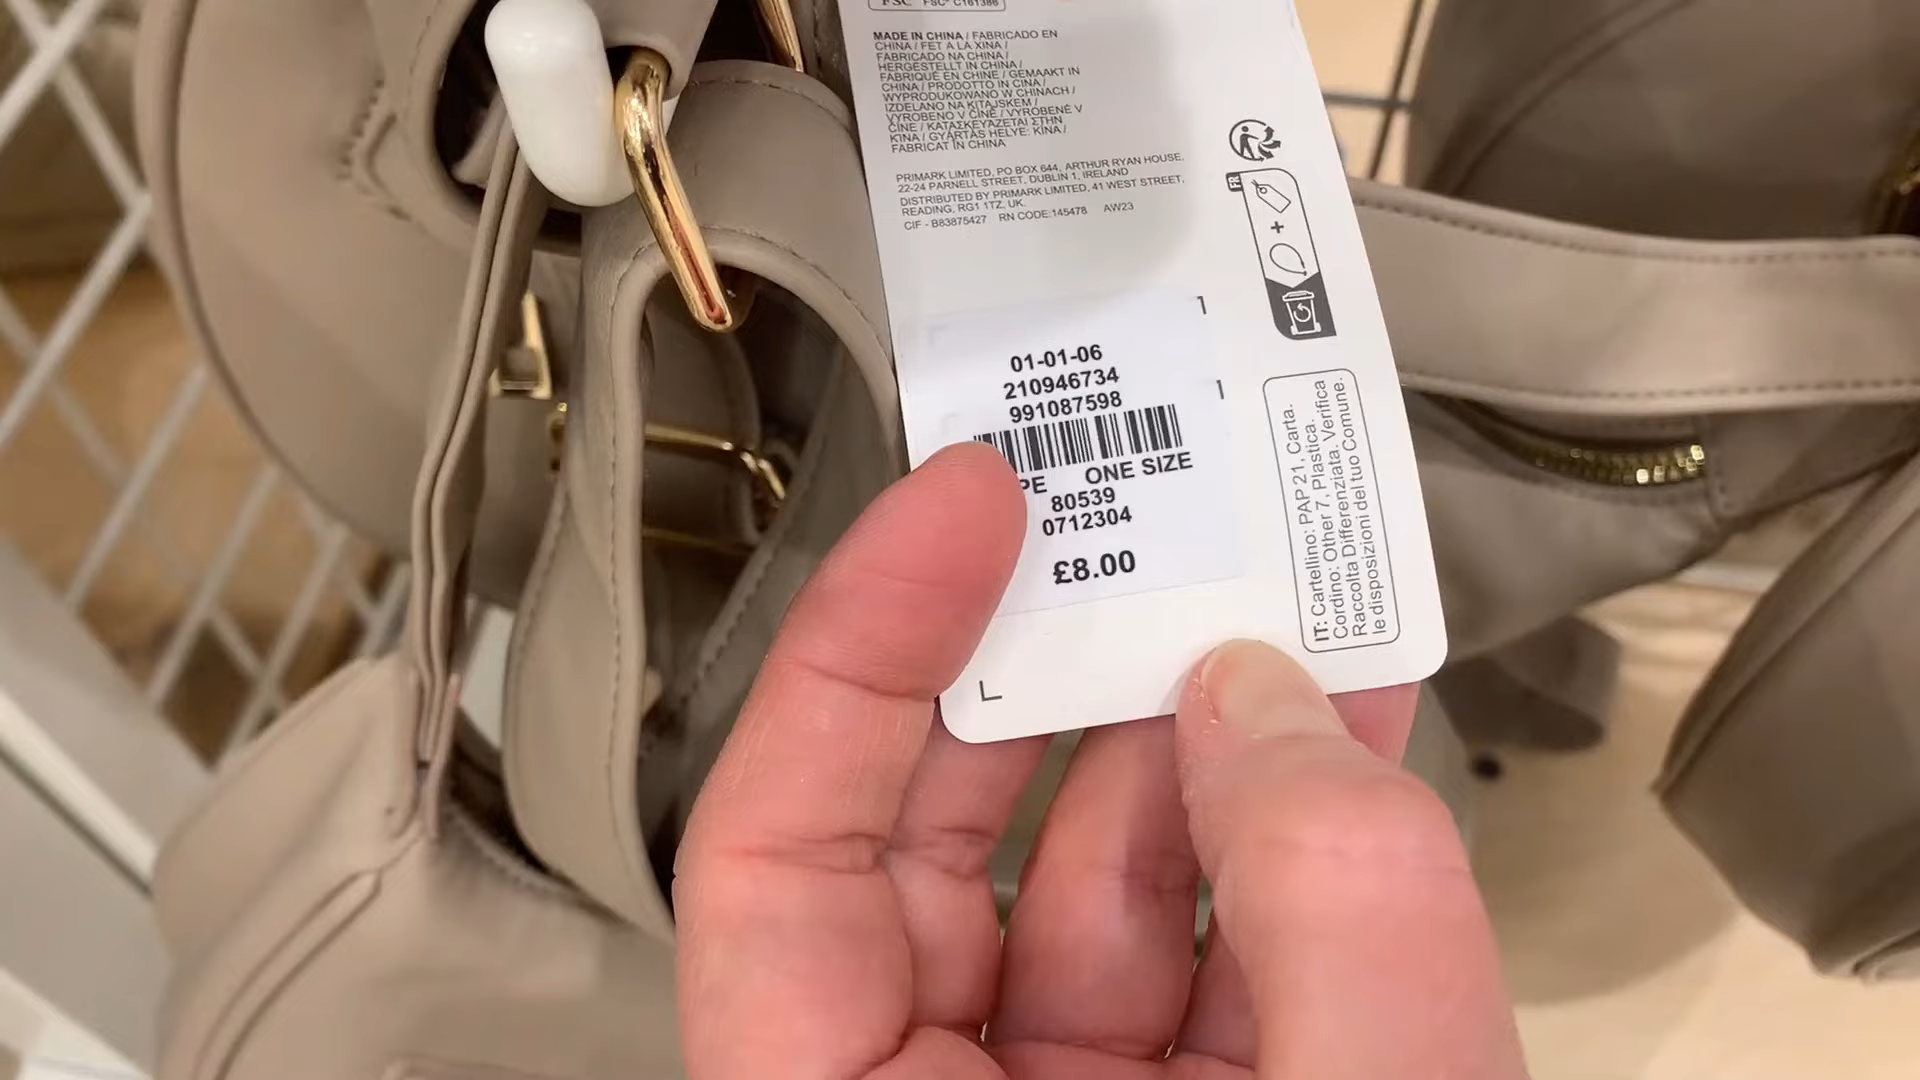 FSC FSC® C161386
MADE IN CHINA / FABRICADO EN
CHINA / FET A LA XINA /
FABRICADO NA CHINA /
HERGESTELLT IN CHINA /
FABRIQUÉ EN CHINE / GEMAAKT IN
CHINA / PRODOTTO IN CINA /
WYPRODUKOWANO W CHINACH /
IZDELANO NA KITAJSKEM /
VYROBENO V ČÍNĚ / VYROBENÉ V
ČÍNE / ΚΑΤΑΣΚΕΥΑΖΕΤΑΙ ΣΤΗΝ
ΚΙΝΑ / GYÁRTÁS HELYE: KÍNA /
FABRICAT ÎN CHINA
PRIMARK LIMITED, PO BOX 644, ARTHUR RYAN HOUSE,
22-24 PARNELL STREET, DUBLIN 1, IRELAND
DISTRIBUTED BY PRIMARK LIMITED, 41 WEST STREET,
READING, RG1 1TZ, UK.
CIF - B83875427 RN CODE:145478 AW23
FR
01-01-06
210946734
991087598
PE ONE SIZE
80539
0712304
£8.00
IT: Cartellino: PAP 21, Carta.
Cordino: Other 7, Plastica.
Raccolta Differenziata. Verifica
le disposizioni del tuo Comune.